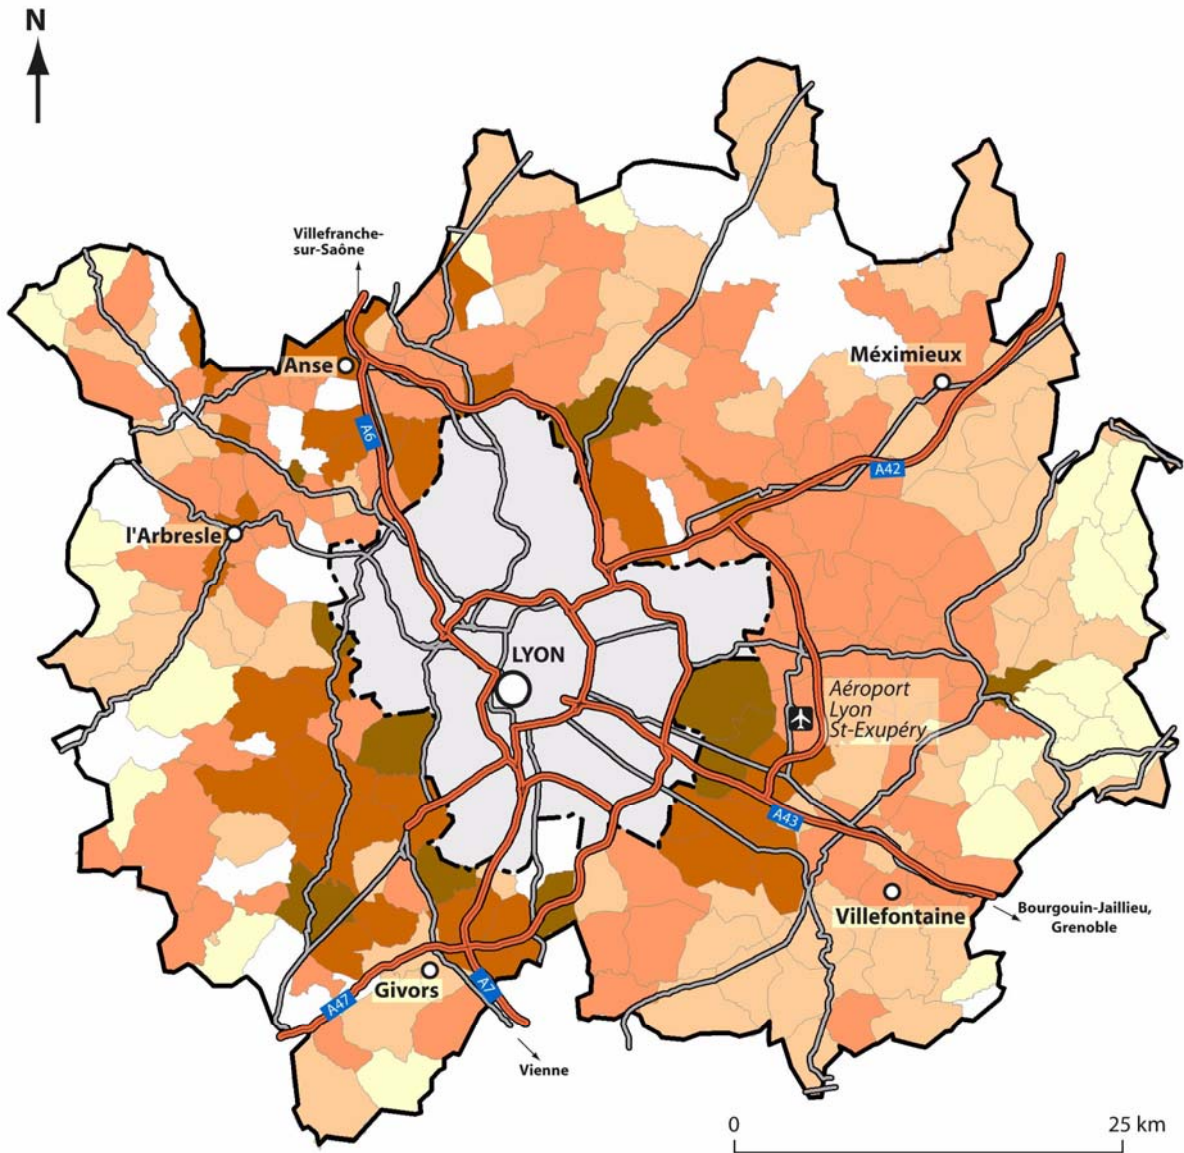 N
Villefranche-
sur-Saône
Anse
Méximieux
A6
A42
l'Arbresle
LYON
Aéroport
Lyon
St-Exupéry
A43
Villefontaine
Bourgouin-Jaillieu,
Grenoble
Givors
A47
A7
Vienne
0 25 km